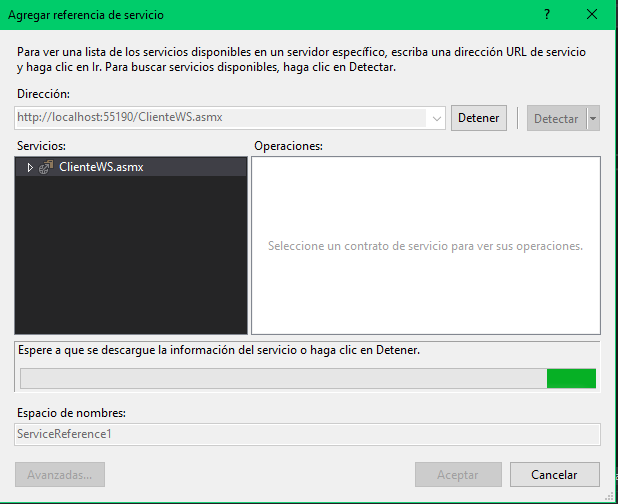 Agregar referencia de servicio
?
Para ver una lista de los servicios disponibles en un servidor específico, escriba una dirección URL de servicio
y haga clic en Ir. Para buscar servicios disponibles, haga clic en Detectar.
Dirección:
http://localhost:55190/ClienteWS.asmx
Detener
Detectar
Servicios:
Operaciones:
ClienteWS.asmx
Seleccione un contrato de servicio para ver sus operaciones.
Espere a que se descargue la información del servicio o haga clic en Detener.
Espacio de nombres:
ServiceReference1
Avanzadas...
Aceptar
Cancelar